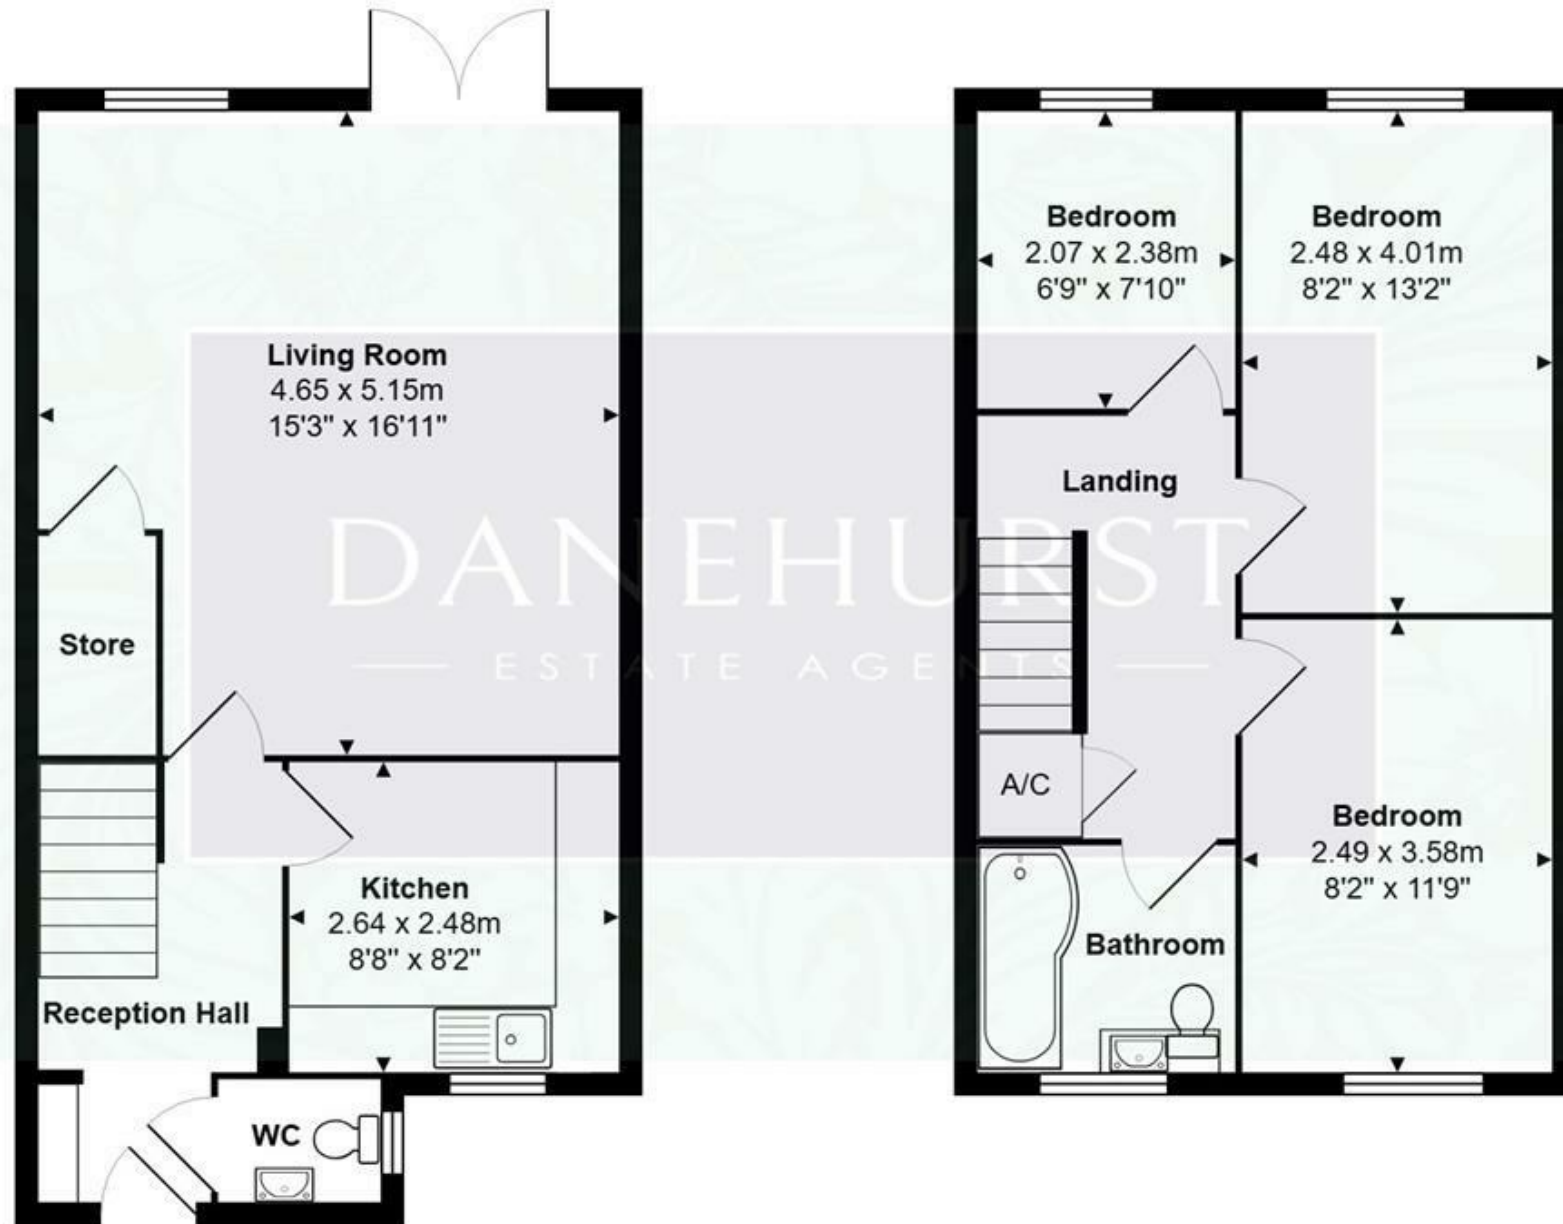 Living Room
4.65 x 5.15m
15'3" x 16'11"
Store
Kitchen
2.64 x 2.48m
8'8" x 8'2"
Reception Hall
WC
Bedroom
2.07 x 2.38m
6'9" x 7'10"
Bedroom
2.48 x 4.01m
8'2" x 13'2"
Landing
A/C
Bedroom
2.49 x 3.58m
8'2" x 11'9"
Bathroom
DANEHURST
ESTATE AGENTS